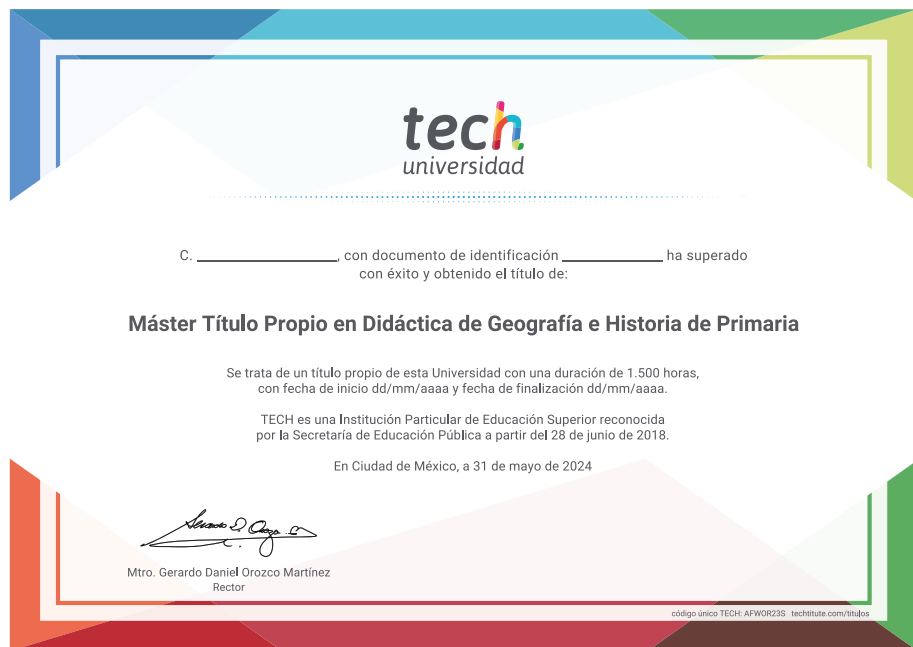 tech
universidad
C. ____________________, con documento de identificación ______________ ha superado
con éxito y obtenido el título de:
Máster Título Propio en Didáctica de Geografía e Historia de Primaria
Se trata de un título propio de esta Universidad con una duración de 1.500 horas,
con fecha de inicio dd/mm/aaaa y fecha de finalización dd/mm/aaaa.
TECH es una Institución Particular de Educación Superior reconocida
por la Secretaría de Educación Pública a partir del 28 de junio de 2018.
En Ciudad de México, a 31 de mayo de 2024
Mtro. Gerardo Daniel Orozco Martínez
Rector
código único TECH: AFWOR23S techtitute.com/titulos